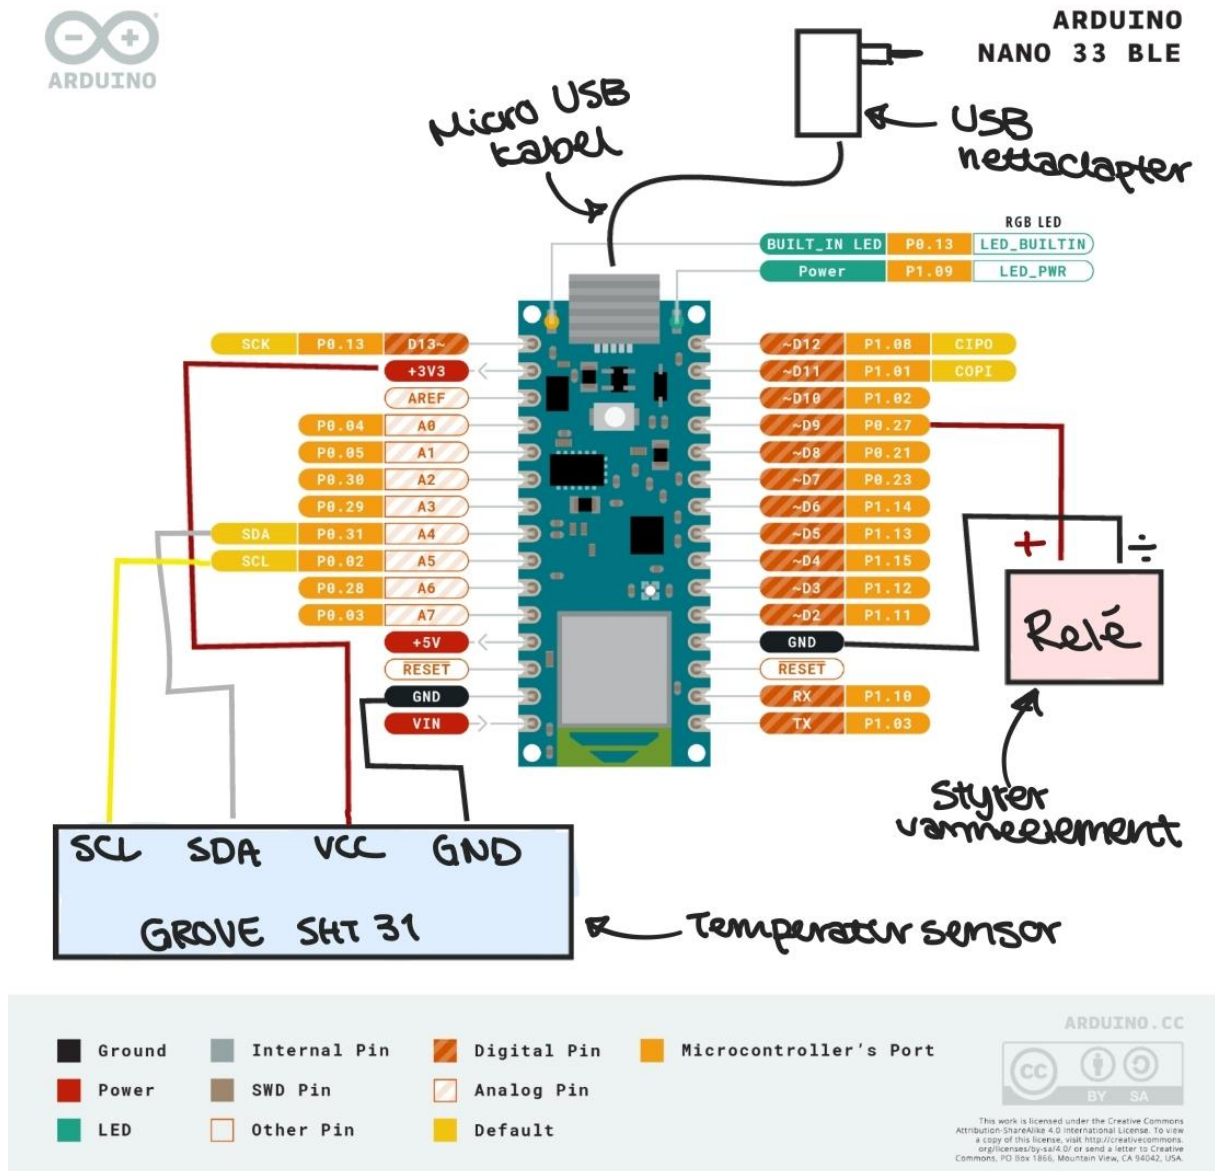 ARDUINO
ARDUINO
NANO 33 BLE
Micro USB
kabel
USB
nettadapter
RGB LED
BUILT_IN LED P0.13 LED_BUILTIN
Power P1.09 LED_PWR
SCK P0.13 D13~
+3V3
AREF
P0.04 A0
P0.05 A1
P0.30 A2
P0.29 A3
SDA P0.31 A4
SCL P0.02 A5
P0.28 A6
P0.03 A7
+5V
RESET
GND
VIN
~D12 P1.08 CIPO
~D11 P1.01 COPI
~D10 P1.02
~D9 P0.27
~D8 P0.21
~D7 P0.23
~D6 P1.14
~D5 P1.13
~D4 P1.15
~D3 P1.12
~D2 P1.11
GND
RESET
RX P1.10
TX P1.03
+ ÷
Relé
Styrer
varmeelement
SCL SDA VCC GND
GROVE SHT 31
Temperatur sensor
Ground
Power
LED
Internal Pin
SWD Pin
Other Pin
Digital Pin
Analog Pin
Default
Microcontroller's Port
ARDUINO.CC
CC
BY SA
This work is licensed under the Creative Commons
Attribution-ShareAlike 4.0 International License. To view
a copy of this license, visit http://creativecommons.
org/licenses/by-sa/4.0/ or send a letter to Creative
Commons, PO Box 1866, Mountain View, CA 94042, USA.